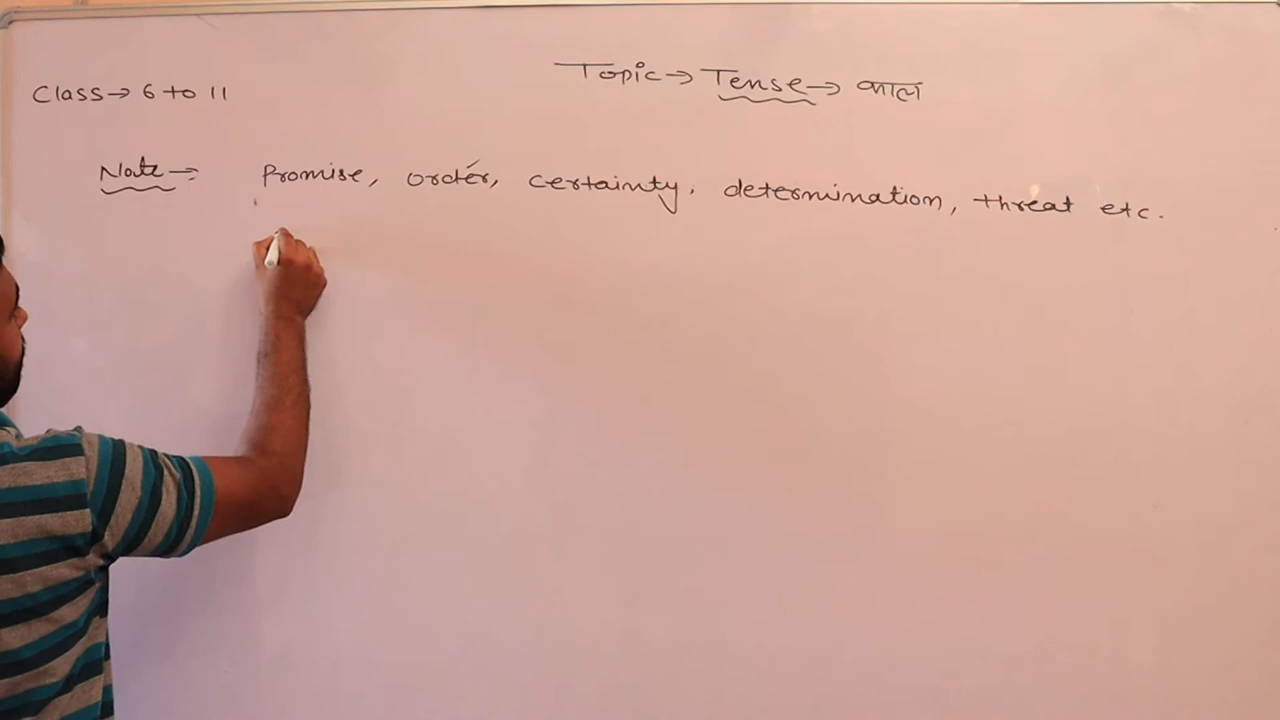 Topic → Tense → काल
Class → 6 to 11
Note → Promise, order, certainty, determination, threat etc.